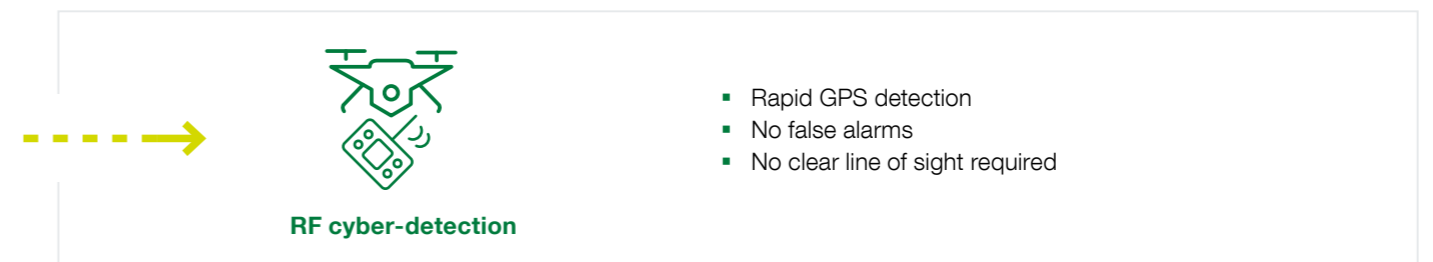 RF cyber-detection
▪ Rapid GPS detection
▪ No false alarms
▪ No clear line of sight required